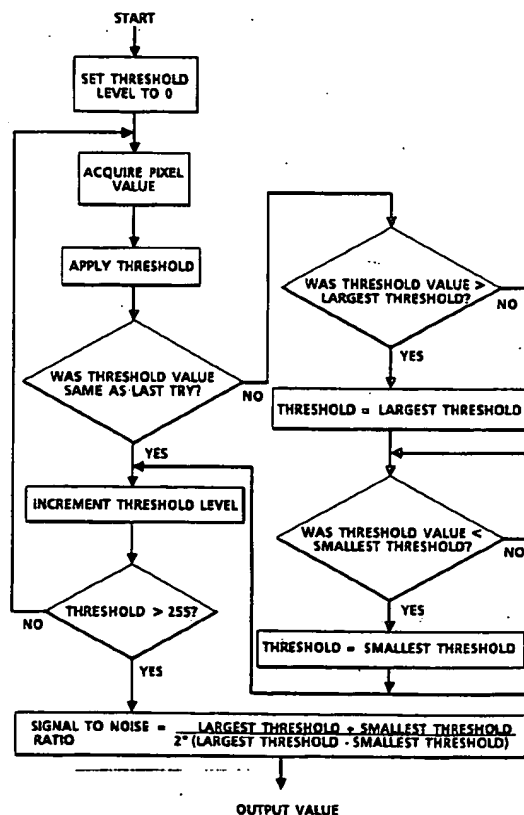 START
SET THRESHOLD
LEVEL TO 0
ACQUIRE PIXEL
VALUE
APPLY THRESHOLD
WAS THRESHOLD VALUE
SAME AS LAST TRY?
NO
YES
INCREMENT THRESHOLD LEVEL
THRESHOLD > 255?
NO
YES
WAS THRESHOLD VALUE >
LARGEST THRESHOLD?
NO
YES
THRESHOLD = LARGEST THRESHOLD
WAS THRESHOLD VALUE <
SMALLEST THRESHOLD?
NO
YES
THRESHOLD = SMALLEST THRESHOLD
SIGNAL TO NOISE = LARGEST THRESHOLD + SMALLEST THRESHOLD
RATIO 2*(LARGEST THRESHOLD - SMALLEST THRESHOLD)
OUTPUT VALUE